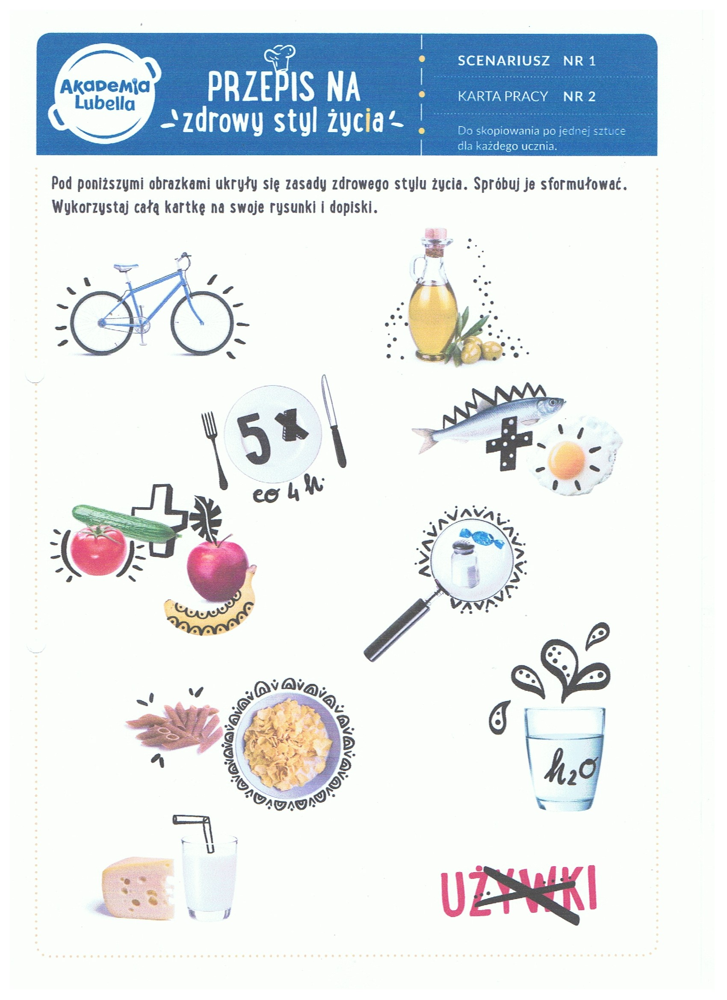 AKADEMIA
Lubella
PRZEPIS NA
zdrowy styl życia
SCENARIUSZ NR 1
KARTA PRACY NR 2
Do skopiowania po jednej sztuce
dla każdego ucznia.
Pod poniższymi obrazkami ukryły się zasady zdrowego stylu życia. Spróbuj je sformułować.
Wykorzystaj całą kartkę na swoje rysunki i dopiski.
5x
co 4 h.
h₂o
UŻYWKI